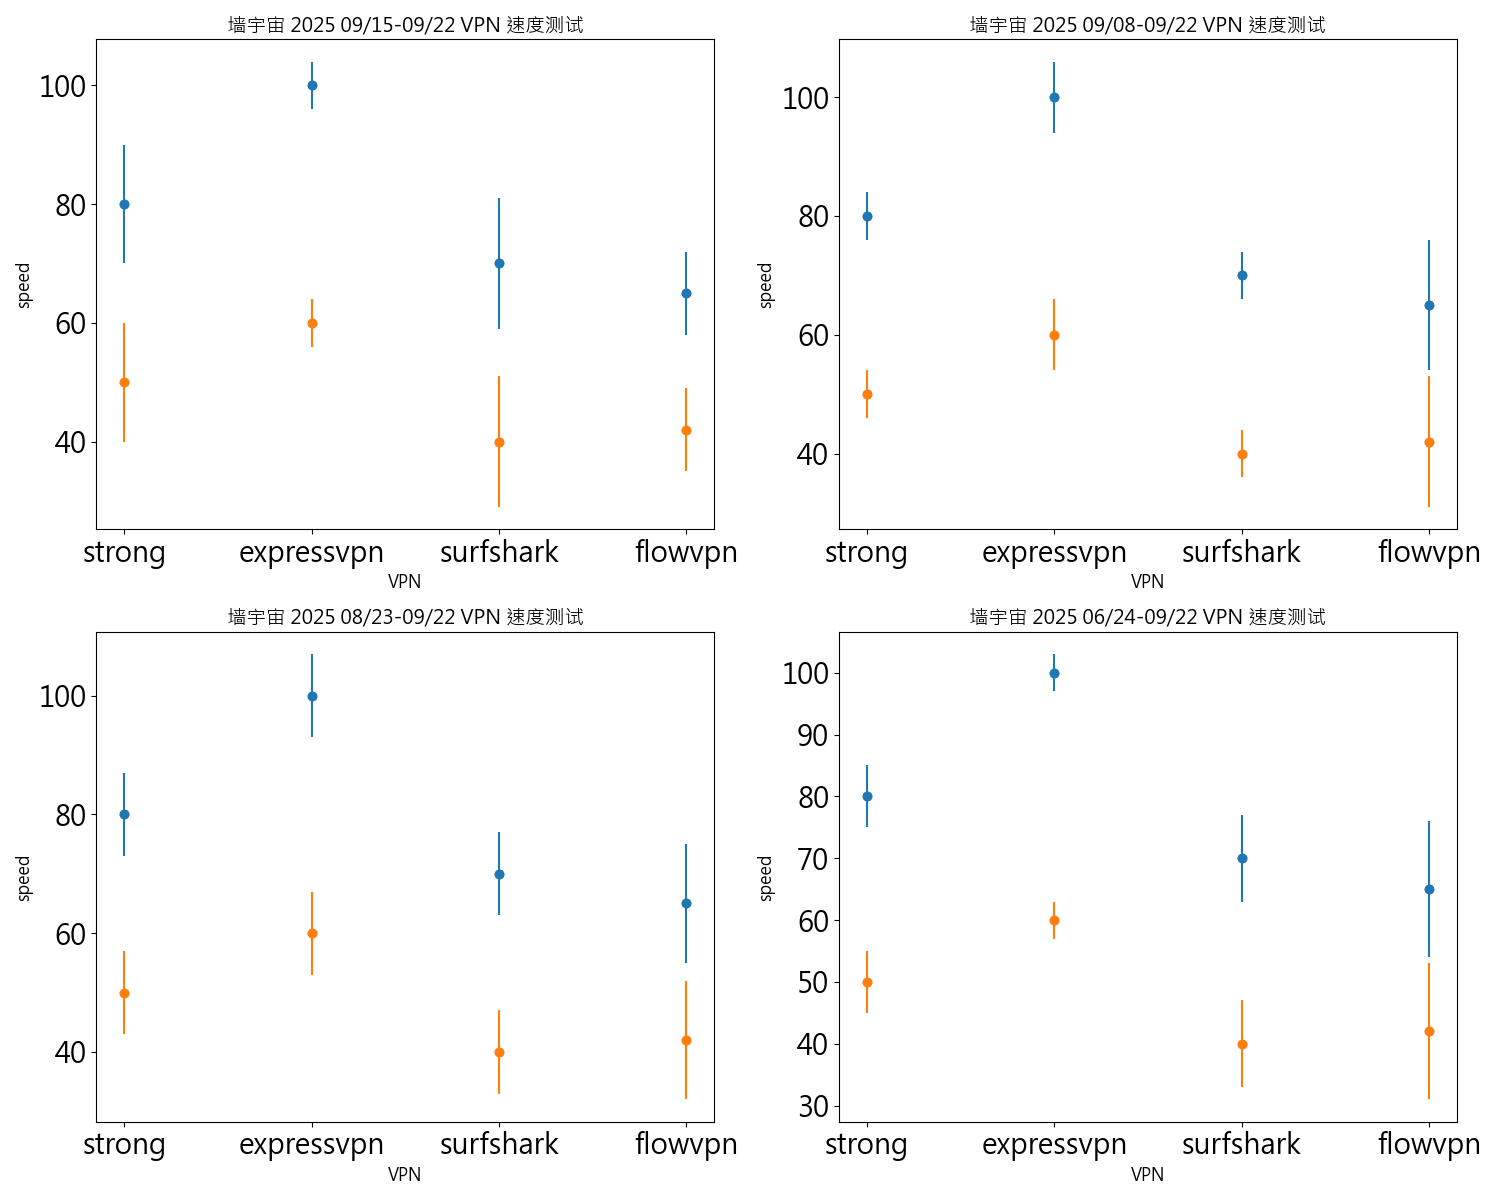 墙宇宙 2025 09/15-09/22 VPN 速度测试
100
80
60
40
speed
strong expressvpn surfshark flowvpn
VPN
墙宇宙 2025 09/08-09/22 VPN 速度测试
100
80
60
40
speed
strong expressvpn surfshark flowvpn
VPN
墙宇宙 2025 08/23-09/22 VPN 速度测试
100
80
60
40
speed
strong expressvpn surfshark flowvpn
VPN
墙宇宙 2025 06/24-09/22 VPN 速度测试
100
90
80
70
60
50
40
30
speed
strong expressvpn surfshark flowvpn
VPN